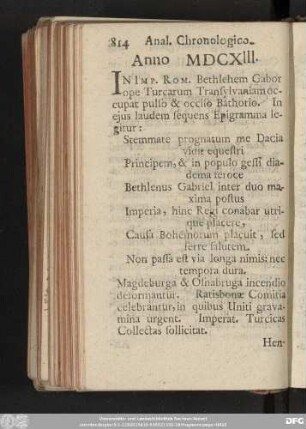 814 Anal. Chronologico-
Anno MDCXIII.
IN IMP. ROM. Bethlehem Gabor
ope Turcarum Transylvaniam oc-
cupat pulso & occiso Bathorio. In
ejus laudem sequens Epigramma le-
gitur:
Stemmate prognatum me Dacia
vidit equestri
Principem, & in populo gessi dia-
dema feroce
Bethlenus Gabriel inter duo ma-
xima postus
Imperia, hinc Regi conabar utri-
que placere,
Causa Bohemorum placuit, sed
ferre salutem.
Non passa est via longa nimis: nec
tempora dura.
Magdeburga & Osnabruga incendio
deformantur. Ratisbonæ Comitia
celebrantur, in quibus Uniti grava-
mina urgent. Imperat. Turcicas
Collectas sollicitat.
Hen-